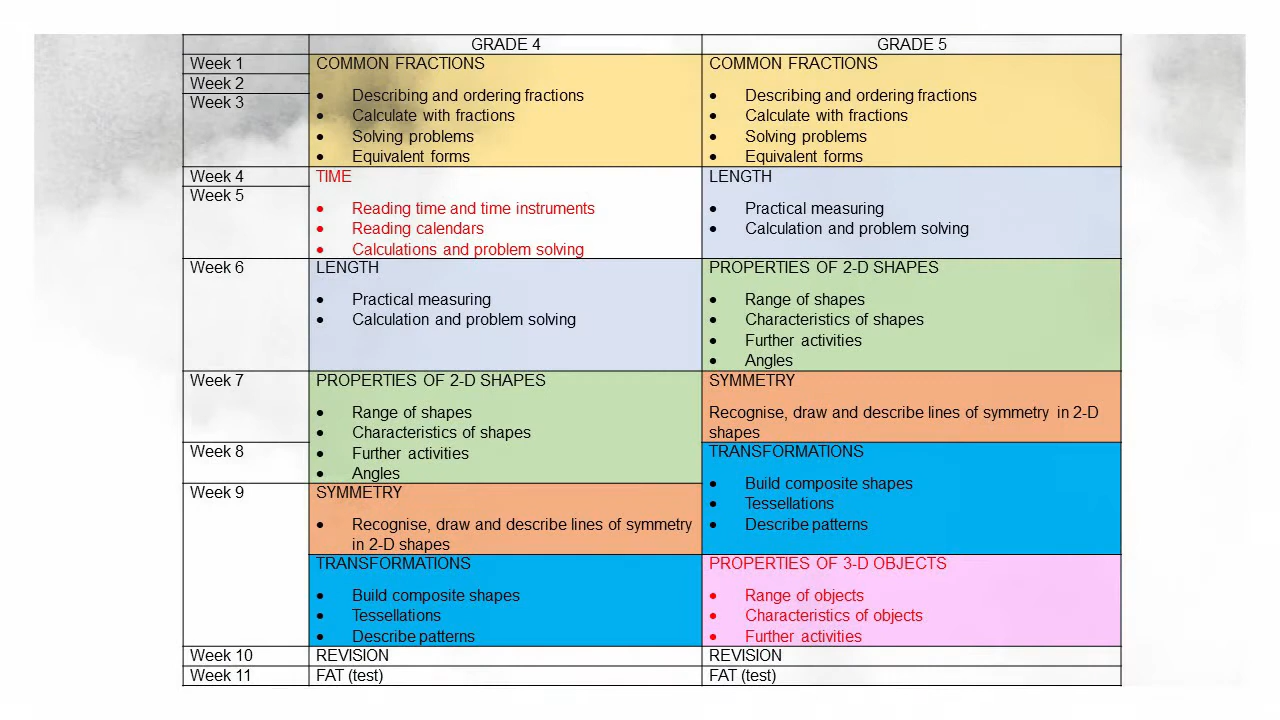 GRADE 4 GRADE 5
Week 1 COMMON FRACTIONS COMMON FRACTIONS
Week 2
Week 3
• Describing and ordering fractions • Describing and ordering fractions
• Calculate with fractions • Calculate with fractions
• Solving problems • Solving problems
• Equivalent forms • Equivalent forms
Week 4 TIME LENGTH
Week 5
• Reading time and time instruments • Practical measuring
• Reading calendars • Calculation and problem solving
• Calculations and problem solving
Week 6 LENGTH PROPERTIES OF 2-D SHAPES
• Practical measuring • Range of shapes
• Calculation and problem solving • Characteristics of shapes
• Further activities
• Angles
Week 7 PROPERTIES OF 2-D SHAPES SYMMETRY
• Range of shapes Recognise, draw and describe lines of symmetry in 2-D
• Characteristics of shapes shapes
Week 8 • Further activities TRANSFORMATIONS
• Angles • Build composite shapes
Week 9 SYMMETRY • Tessellations
• Recognise, draw and describe lines of symmetry • Describe patterns
in 2-D shapes
TRANSFORMATIONS PROPERTIES OF 3-D OBJECTS
• Build composite shapes • Range of objects
• Tessellations • Characteristics of objects
• Describe patterns • Further activities
Week 10 REVISION REVISION
Week 11 FAT (test) FAT (test)